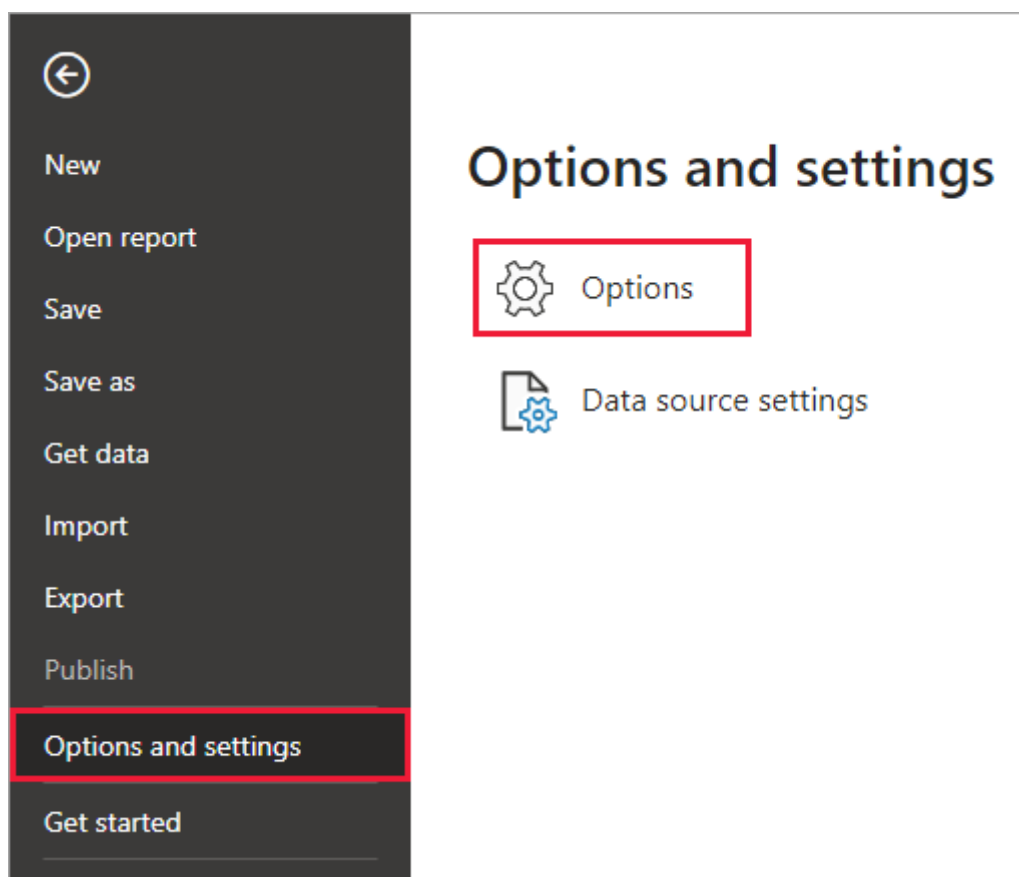 New
Open report
Save
Save as
Get data
Import
Export
Publish
Options and settings
Get started
Options and settings
Options
Data source settings